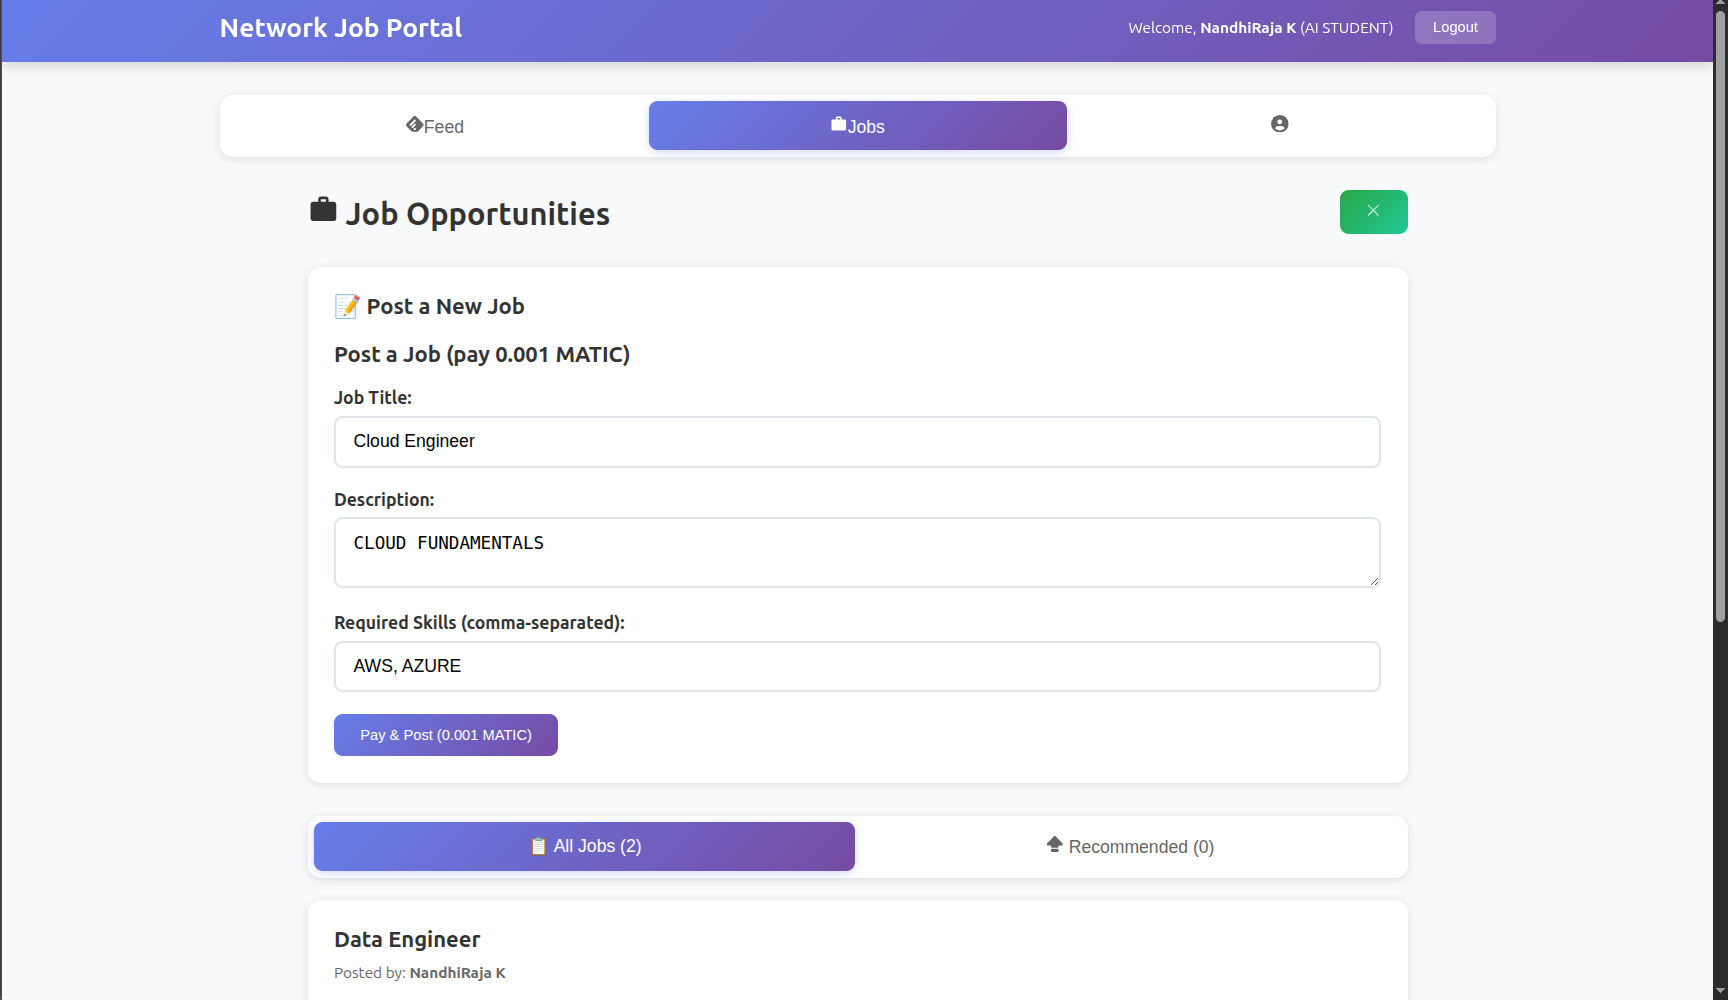 Network Job Portal
Welcome, NandhiRaja K (AI STUDENT)
Logout
Feed
Jobs
Job Opportunities
Post a New Job
Post a Job (pay 0.001 MATIC)
Job Title:
Cloud Engineer
Description:
CLOUD FUNDAMENTALS
Required Skills (comma-separated):
AWS, AZURE
Pay & Post (0.001 MATIC)
All Jobs (2)
Recommended (0)
Data Engineer
Posted by: NandhiRaja K